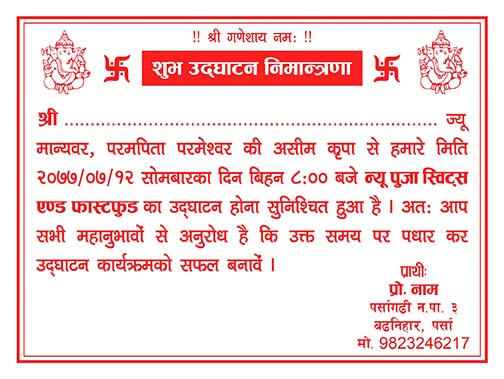 !! श्री गणेशाय नमः !!
शुभ उद्घाटन निमान्त्रणा
श्री ........................................................................... ज्यू
मान्यवर, परमपिता परमेश्वर की असीम कृपा से हमारे मिति
२०७७/०७/१२ सोमबारका दिन बिहन ८:०० बजे न्यू पुजा स्विट्स
एण्ड फास्टफुड का उद्घाटन होना सुनिश्चित हुआ है । अतः आप
सभी महानुभावों से अनुरोध है कि उक्त समय पर पधार कर
उद्घाटन कार्यक्रमको सफल बनावें ।
प्रार्थीः
प्रो. नाम
पर्सागढी न.पा. ३
बढनिहार, पर्सा
मो. 9823246217